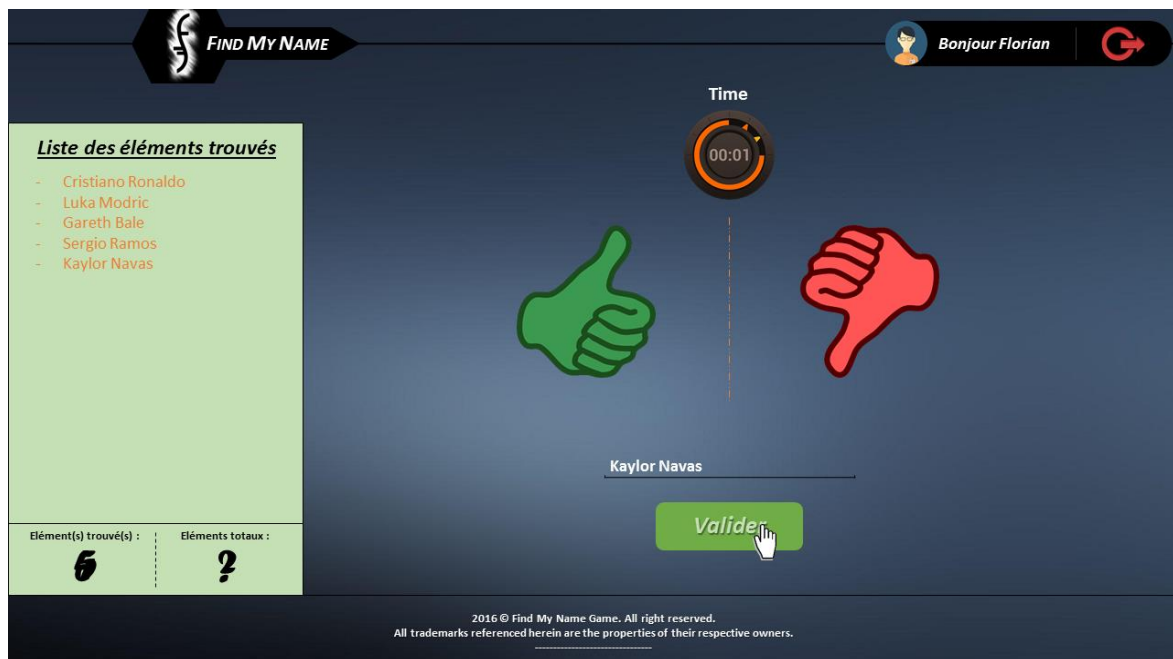 FIND MY NAME
Bonjour Florian
Time
00:01
Liste des éléments trouvés
- Cristiano Ronaldo
- Luka Modric
- Gareth Bale
- Sergio Ramos
- Kaylor Navas
Kaylor Navas
Valider
Elément(s) trouvé(s) :
Eléments totaux :
?
2016 © Find My Name Game. All right reserved.
All trademarks referenced herein are the properties of their respective owners.
--------------------------------